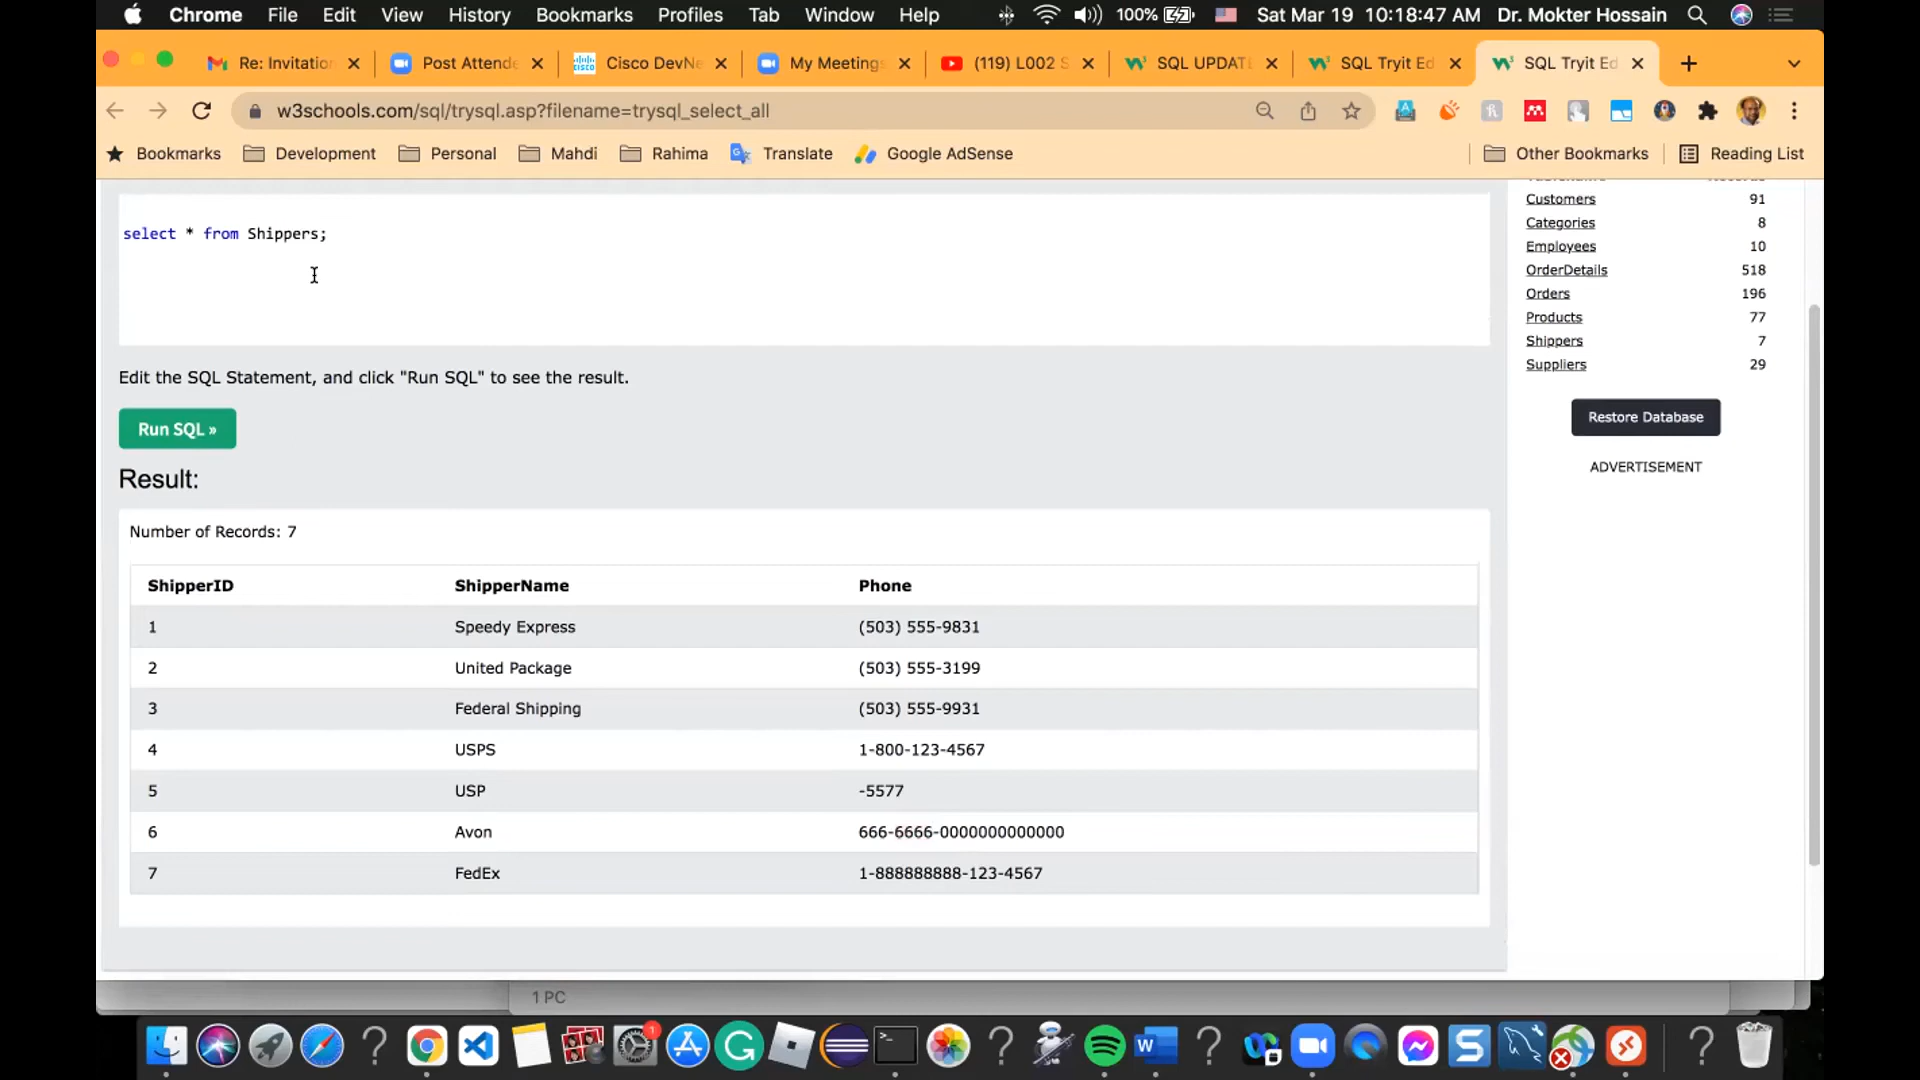 Chrome File Edit View History Bookmarks Profiles Tab Window Help 100% Sat Mar 19 10:18:47 AM Dr. Mokter Hossain
Re: Invitation Post Attende Cisco DevNe My Meetings (119) L002 S SQL UPDAT SQL Tryit Ed SQL Tryit Ed
w3schools.com/sql/trysql.asp?filename=trysql_select_all
Bookmarks Development Personal Mahdi Rahima Translate Google AdSense Other Bookmarks Reading List
select * from Shippers;
Edit the SQL Statement, and click "Run SQL" to see the result.
Run SQL »
Result:
Number of Records: 7
ShipperID ShipperName Phone
1 Speedy Express (503) 555-9831
2 United Package (503) 555-3199
3 Federal Shipping (503) 555-9931
4 USPS 1-800-123-4567
5 USP -5577
6 Avon 666-6666-0000000000000
7 FedEx 1-888888888-123-4567
Customers 91
Categories 8
Employees 10
OrderDetails 518
Orders 196
Products 77
Shippers 7
Suppliers 29
Restore Database
ADVERTISEMENT
1 PC